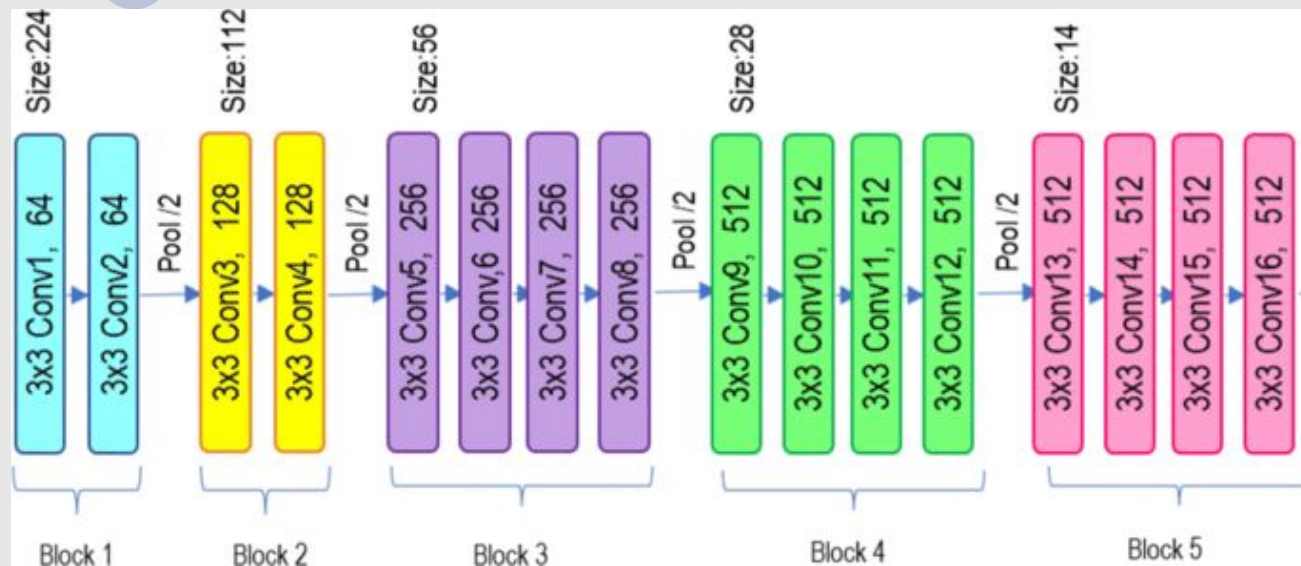 Size:224
3x3 Conv1, 64
3x3 Conv2, 64
Pool /2
Size:112
3x3 Conv3, 128
3x3 Conv4, 128
Pool /2
Size:56
3x3 Conv5, 256
3x3 Conv,6 256
3x3 Conv7, 256
3x3 Conv8, 256
Pool /2
Size:28
3x3 Conv9, 512
3x3 Conv10, 512
3x3 Conv11, 512
3x3 Conv12, 512
Pool /2
Size:14
3x3 Conv13, 512
3x3 Conv14, 512
3x3 Conv15, 512
3x3 Conv16, 512
Block 1
Block 2
Block 3
Block 4
Block 5